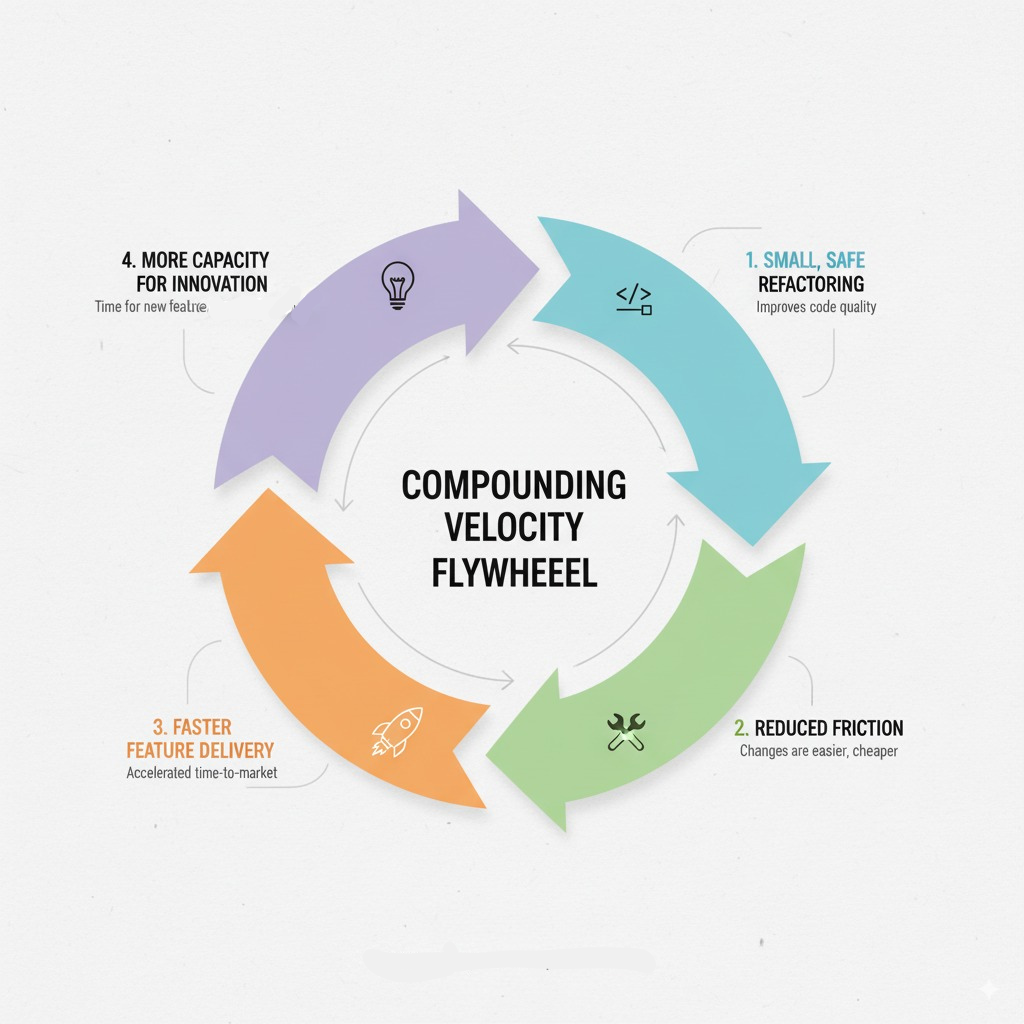 4. MORE CAPACITY
FOR INNOVATION
Time for new
1. SMALL, SAFE
REFACTORING
Improves code quality
</>
COMPOUNDING
VELOCITY
FLYWHEEEL
3. FASTER
FEATURE DELIVERY
Accelerated time-to-market
2. REDUCED FRICTION
Changes are easier, cheaper